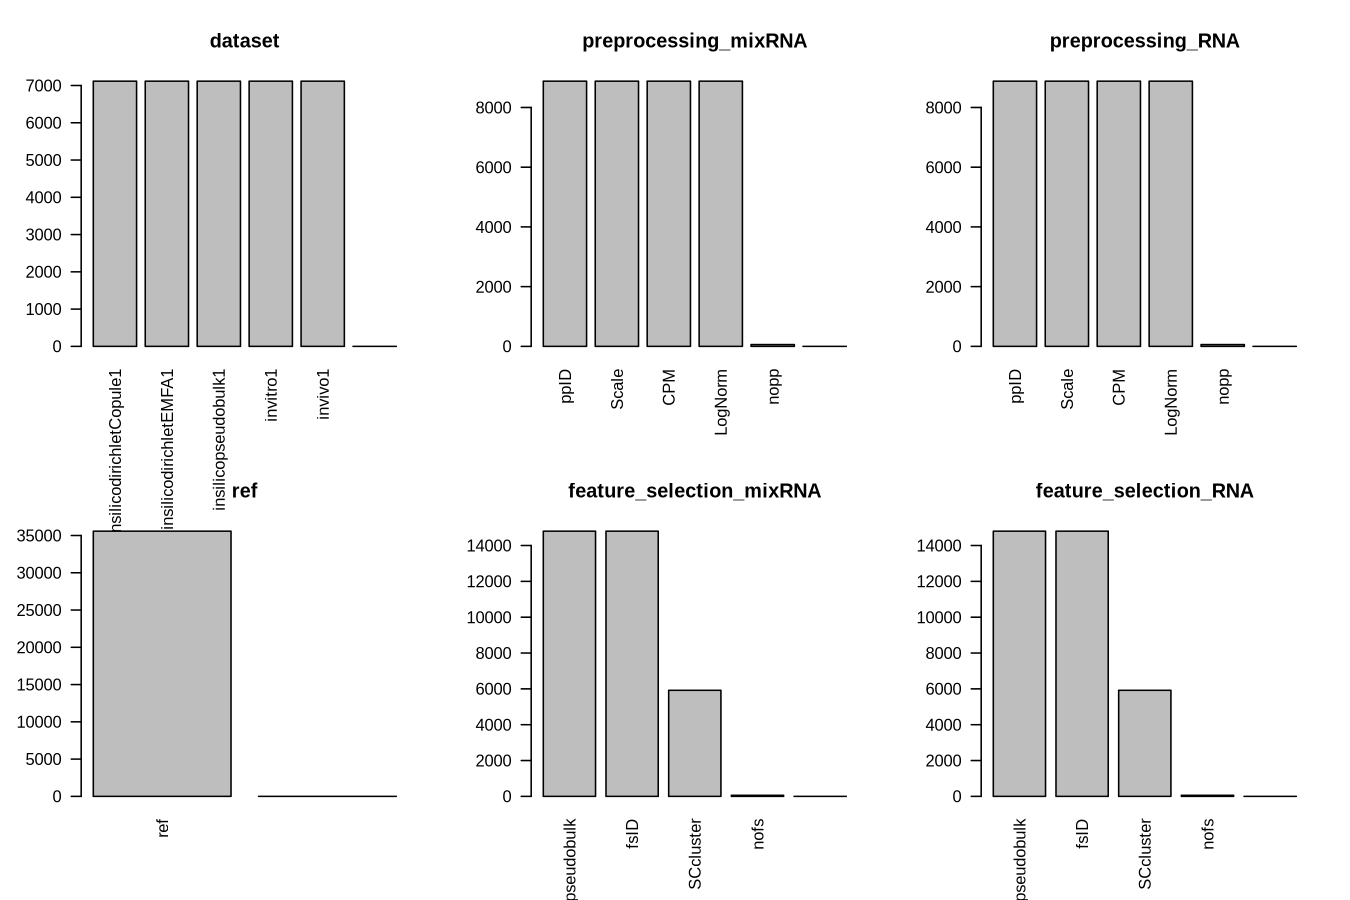 dataset
7000
6000
5000
4000
3000
2000
1000
0
nsilicodirichletCopule1
insilicodirichletEMFA1
insilicopseudobulk1
invitro1
invivo1
preprocessing_mixRNA
8000
6000
4000
2000
0
ppID
Scale
CPM
LogNorm
nopp
preprocessing_RNA
8000
6000
4000
2000
0
ppID
Scale
CPM
LogNorm
nopp
ref
35000
30000
25000
20000
15000
10000
5000
0
ref
feature_selection_mixRNA
14000
12000
10000
8000
6000
4000
2000
0
pseudobulk
fsID
SCcluster
nofs
feature_selection_RNA
14000
12000
10000
8000
6000
4000
2000
0
pseudobulk
fsID
SCcluster
nofs